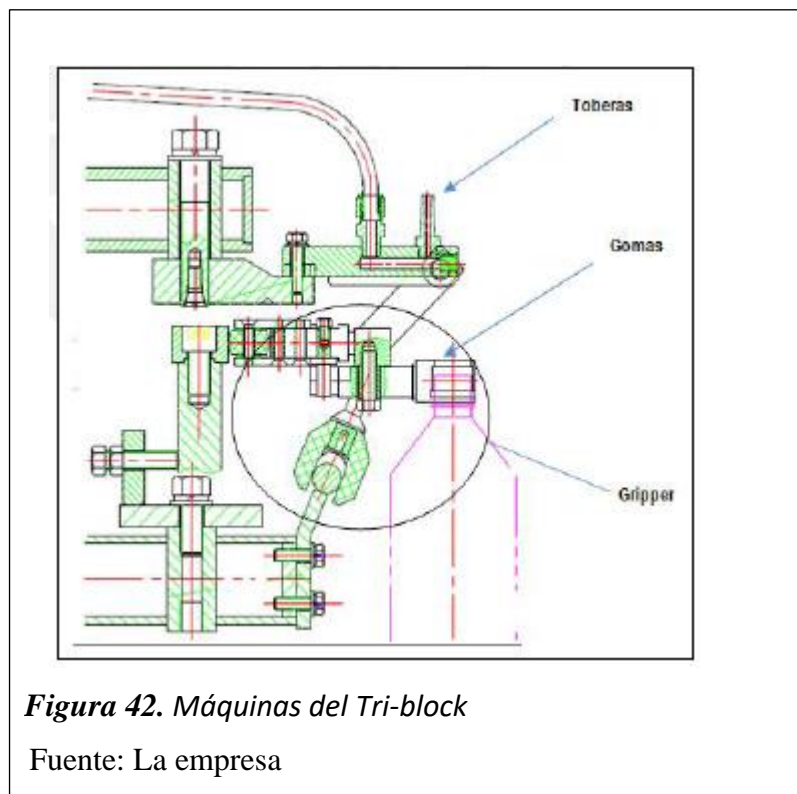 Toberas
Gomas
Gripper
Figura 42. Máquinas del Tri-block
Fuente: La empresa